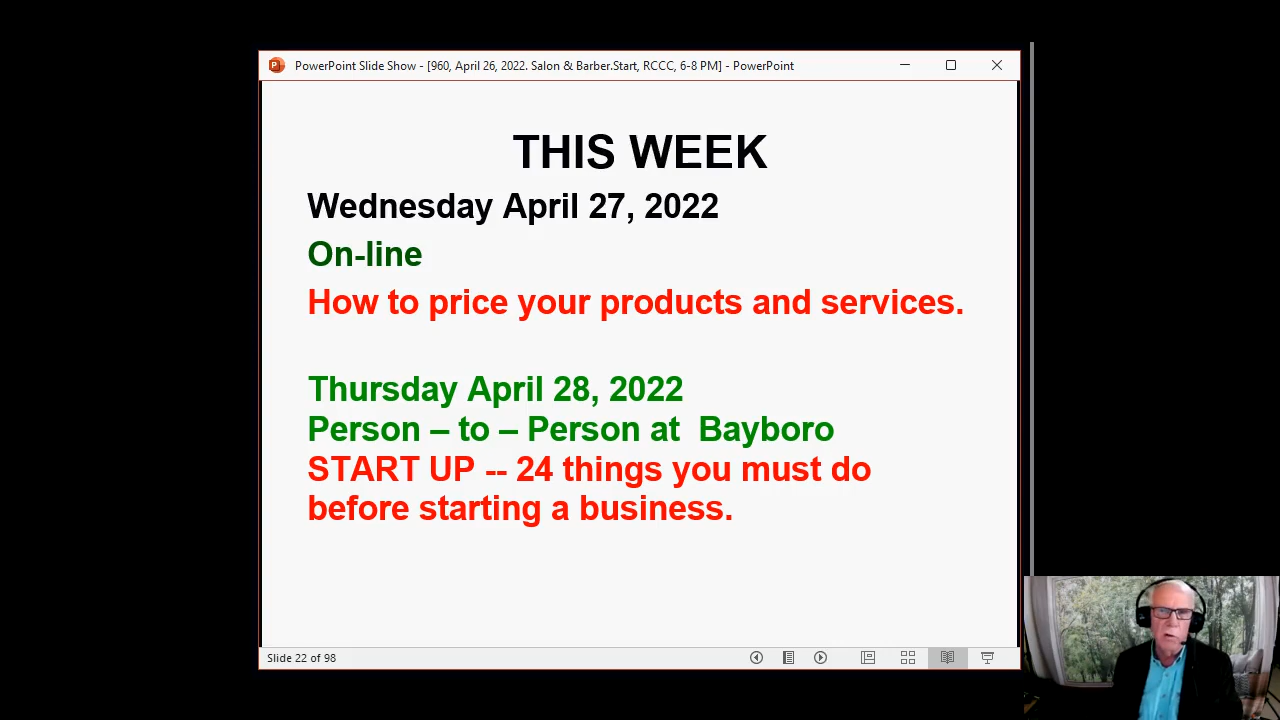 PowerPoint Slide Show - [960, April 26, 2022. Salon & Barber.Start, RCCC, 6-8 PM] - PowerPoint
THIS WEEK
Wednesday April 27, 2022
On-line
How to price your products and services.
Thursday April 28, 2022
Person – to – Person at  Bayboro
START UP -- 24 things you must do
before starting a business.
Slide 22 of 98